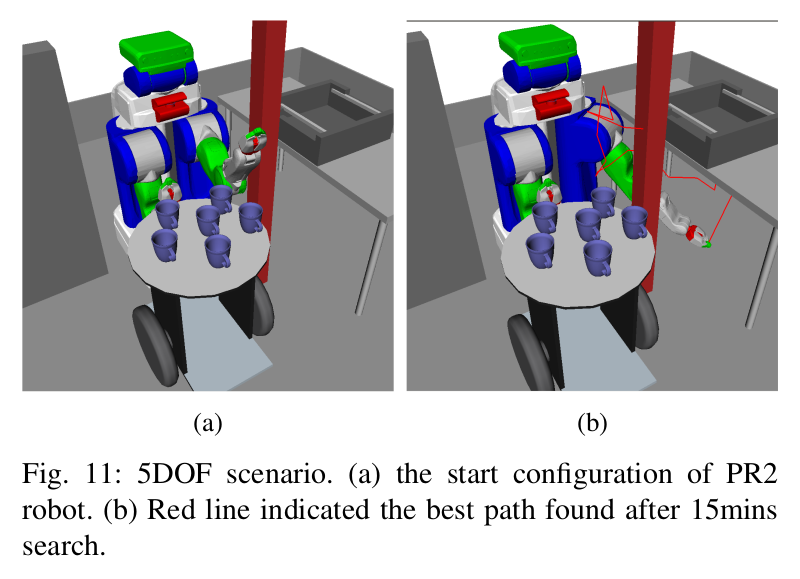 (a)
(b)
Fig. 11: 5DOF scenario. (a) the start configuration of PR2
robot. (b) Red line indicated the best path found after 15mins
search.